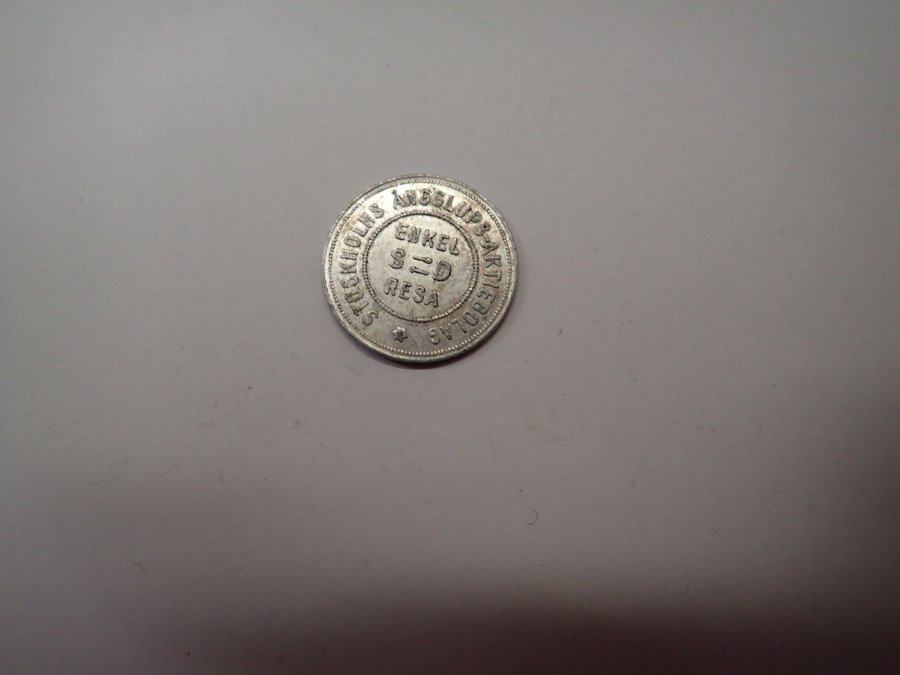 STOCKHOLMS ÅNGSLUPS-AKTIEBOLAG
ENKEL
S=D
RESA